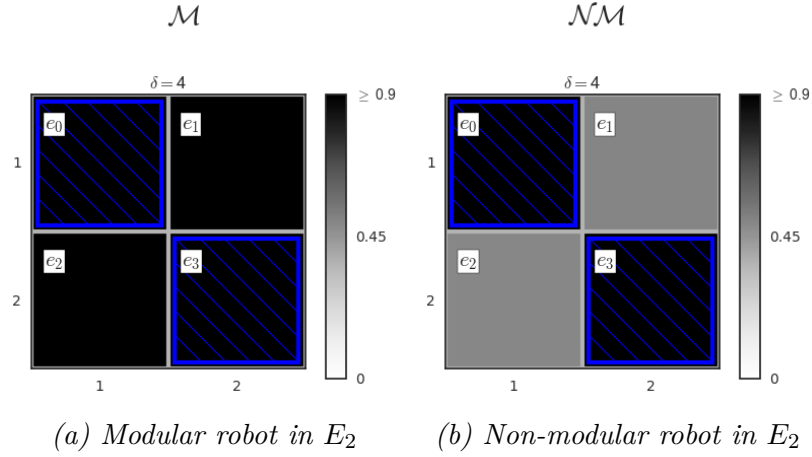 M NM
δ = 4 δ = 4
≥ 0.9 ≥ 0.9
e0 e1 e0 e1
1 1
0.45 0.45
e2 e3 e2 e3
2 2
0 0
1 2 1 2
(a) Modular robot in E2 (b) Non-modular robot in E2